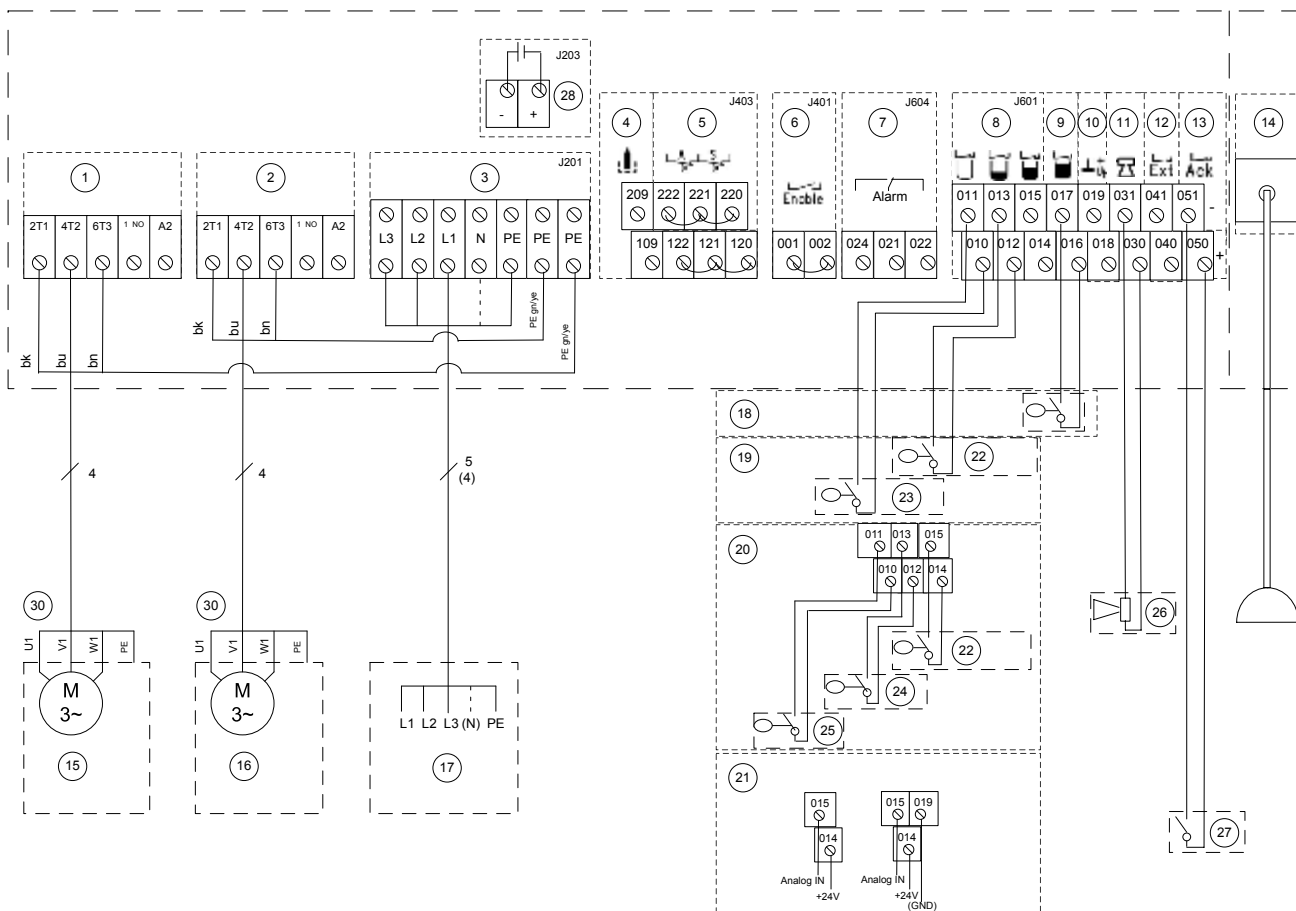 J203
28
- +
J403
J401
J604
J601
4
5
6
7
8
9
10
11
12
13
14
1
2
3
J201
Enable
Alarm
Up
Ext
Ack
2T1 4T2 6T3 1 NO A2
2T1 4T2 6T3 1 NO A2
L3 L2 L1 N PE PE PE
209 222 221 220
109 122 121 120
001 002
024 021 022
011 013 015 017 019 031 041 051 -
010 012 014 016 018 030 040 050 +
bk bu bn
bk bu bn
PE gn/ye
PE gn/ye
4
4
5
(4)
18
19
22
23
20
011 013 015
010 012 014
22
24
25
26
27
30
U1 V1 W1 PE
M
3~
15
30
U1 V1 W1 PE
M
3~
16
L1 L2 L3 (N) PE
17
21
015
014
Analog IN
+24V
015 019
014
Analog IN
+24V
(GND)